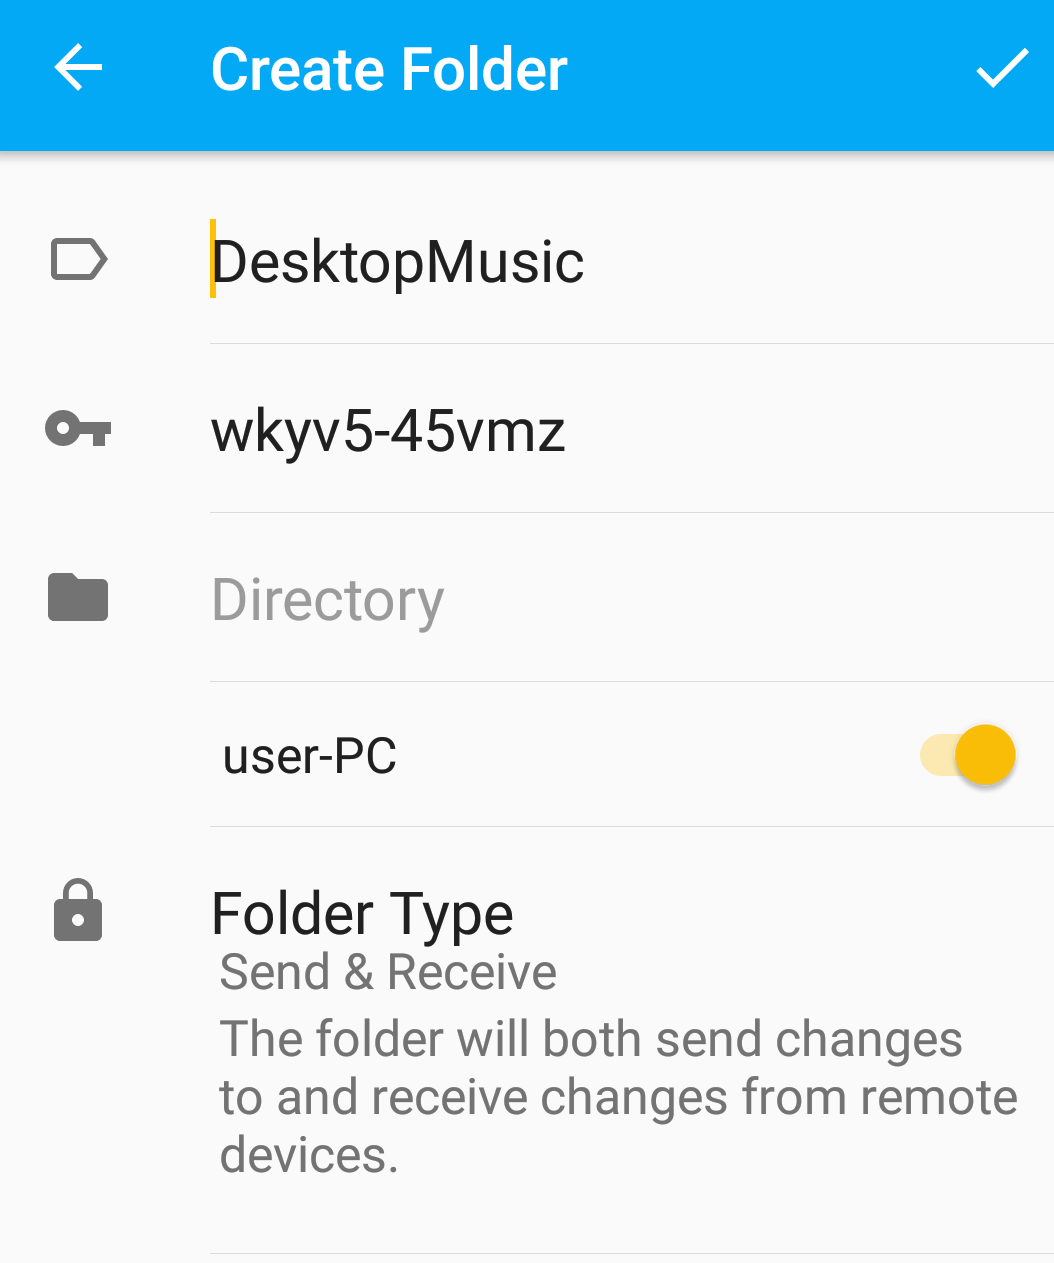 Create Folder
DesktopMusic
wkyv5-45vmz
Directory
user-PC
Folder Type
Send & Receive
The folder will both send changes
to and receive changes from remote
devices.